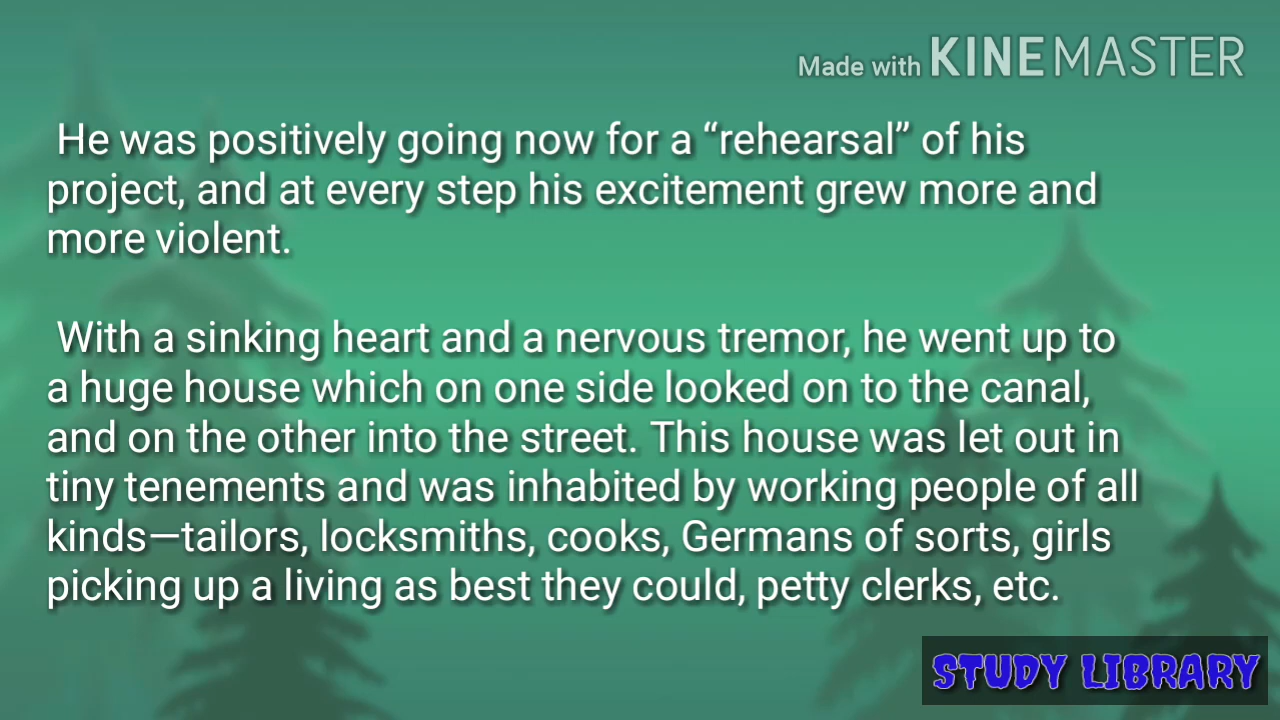 Made with KINEMASTER
He was positively going now for a “rehearsal” of his
project, and at every step his excitement grew more and
more violent.
With a sinking heart and a nervous tremor, he went up to
a huge house which on one side looked on to the canal,
and on the other into the street. This house was let out in
tiny tenements and was inhabited by working people of all
kinds—tailors, locksmiths, cooks, Germans of sorts, girls
picking up a living as best they could, petty clerks, etc.
STUDY LIBRARY